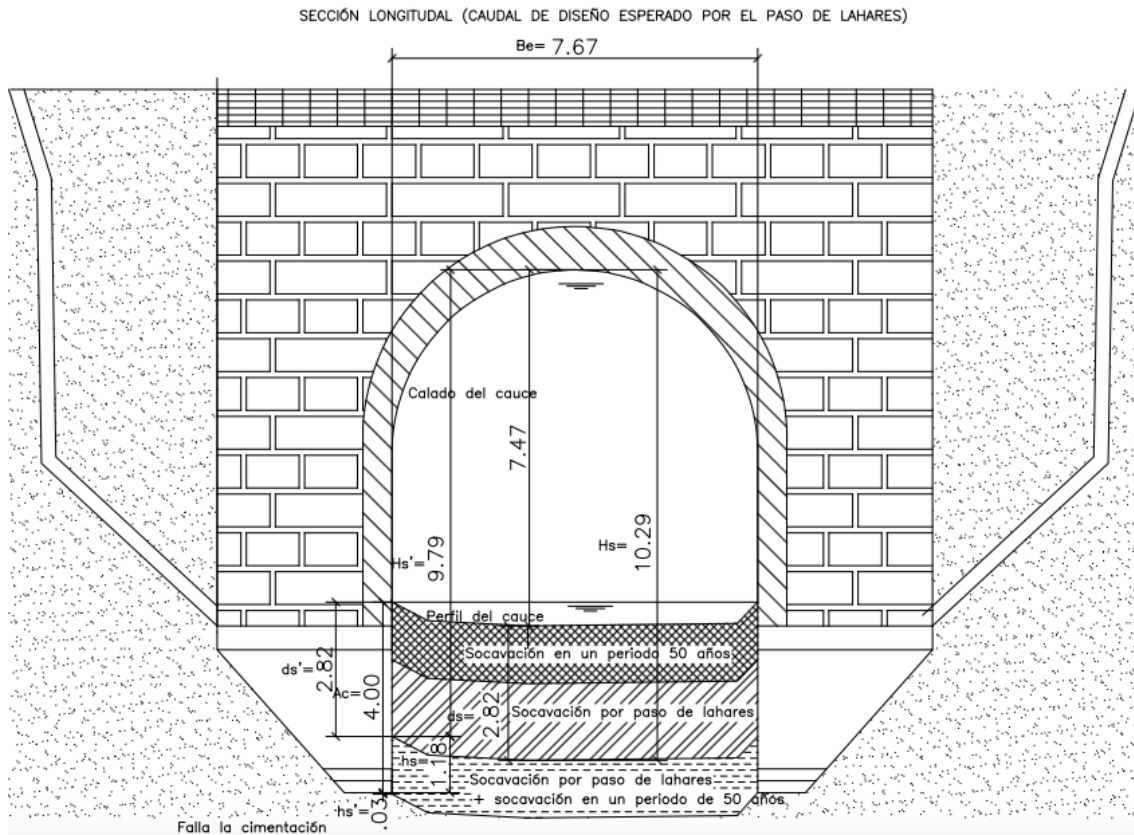 SECCIÓN LONGITUDAL (CAUDAL DE DISEÑO ESPERADO POR EL PASO DE LAHARES)
Be= 7.67
Calado del cauce
7.47
Hs'= 9.79
Hs= 10.29
Perfil del cauce
Socavación en un periodo 50 años
ds'= 2.82
Ac= 4.00
ds= 2.82
Socavación por paso de lahares
hs= 1.18
Socavación por paso de lahares
+ socavación en un periodo de 50 años
hs'= .03
Falla la cimentación